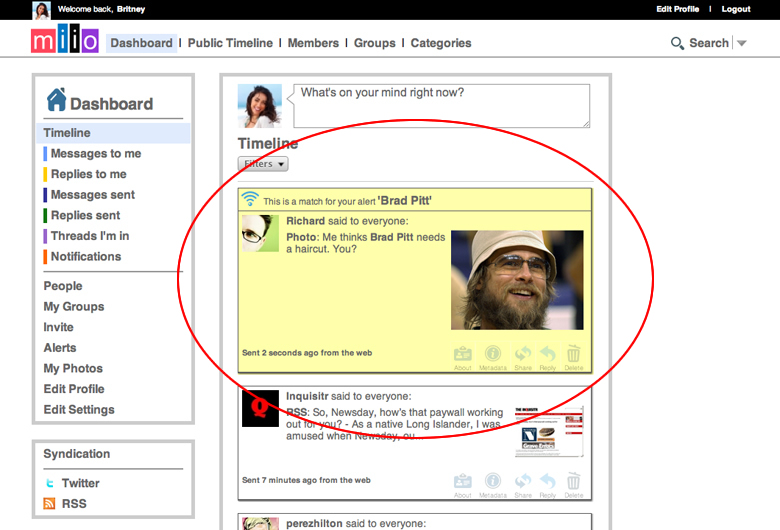 Welcome back, Britney
Edit Profile | Logout
miio
Dashboard | Public Timeline | Members | Groups | Categories
Search
Dashboard
Timeline
Messages to me
Replies to me
Messages sent
Replies sent
Threads I'm in
Notifications
People
My Groups
Invite
Alerts
My Photos
Edit Profile
Edit Settings
Syndication
Twitter
RSS
What's on your mind right now?
Timeline
Filters
This is a match for your alert 'Brad Pitt'
Richard said to everyone:
Photo: Me thinks Brad Pitt needs
a haircut. You?
Sent 2 seconds ago from the web
About Metadata Share Reply Delete
Inquisitr said to everyone:
RSS: So, Newsday, how's that paywall working
out for you? - As a native Long Islander, I was
amused when Newsday, ou...
Sent 7 minutes ago from the web
About Metadata Share Reply Delete
perezhilton said to everyone: